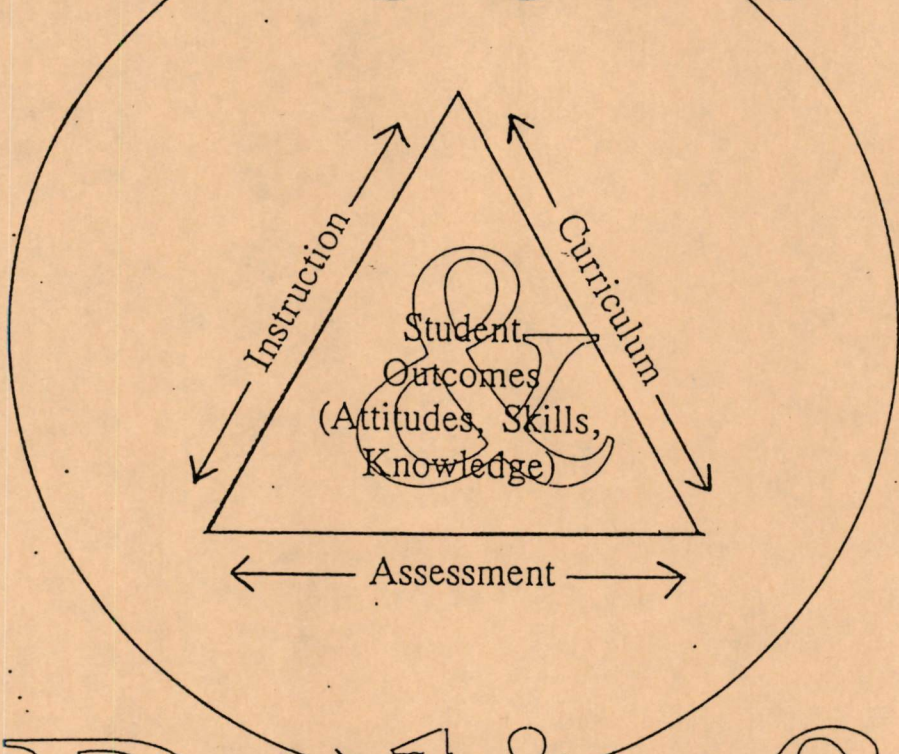 Instruction
Curriculum
&
Student
Outcomes
(Attitudes, Skills,
Knowledge)
Assessment